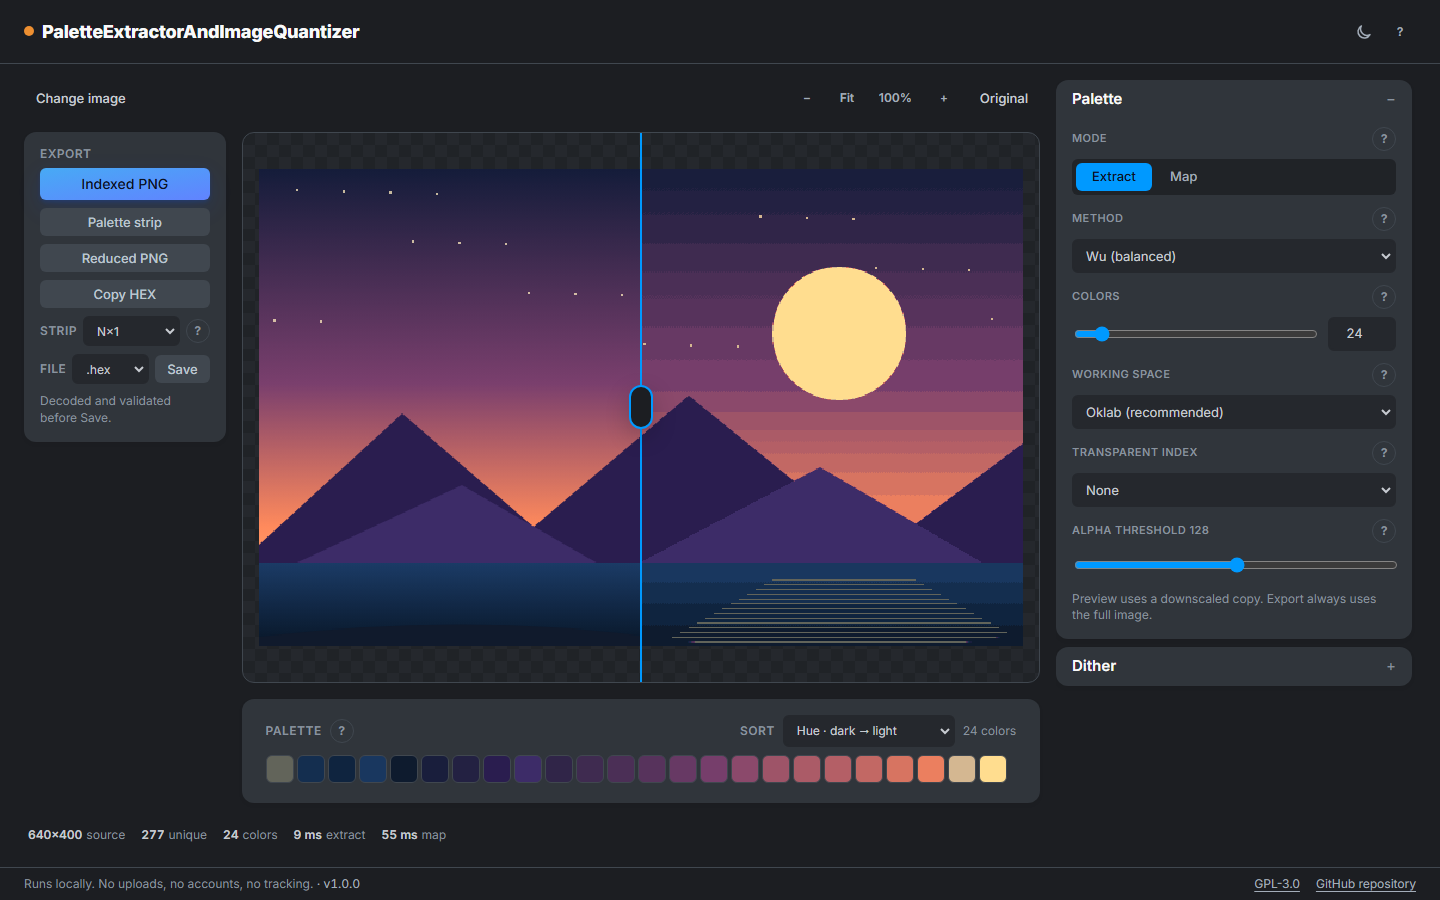 PaletteExtractorAndImageQuantizer
?
Change image
− Fit 100% + Original
EXPORT
Indexed PNG
Palette strip
Reduced PNG
Copy HEX
STRIP N×1 ?
FILE .hex Save
Decoded and validated
before Save.
Palette −
MODE ?
Extract Map
METHOD ?
Wu (balanced)
COLORS ?
24
WORKING SPACE ?
Oklab (recommended)
TRANSPARENT INDEX ?
None
ALPHA THRESHOLD 128 ?
Preview uses a downscaled copy. Export always uses
the full image.
Dither +
PALETTE ? SORT Hue · dark → light 24 colors
640×400 source 277 unique 24 colors 9 ms extract 55 ms map
Runs locally. No uploads, no accounts, no tracking. · v1.0.0
GPL-3.0 GitHub repository